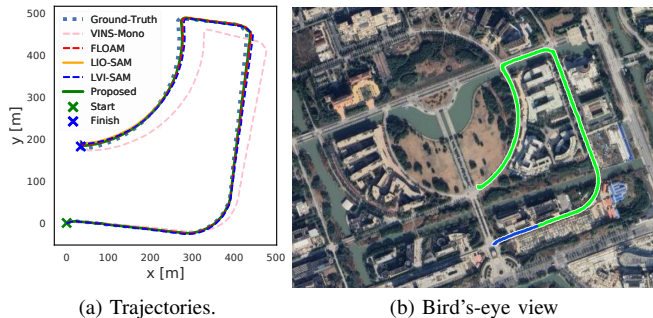 500
400
300
200
100
0
y [m]
Ground-Truth
VINS-Mono
FLOAM
LIO-SAM
LVI-SAM
Proposed
Start
Finish
0 100 200 300 400 500
x [m]
(a) Trajectories.
(b) Bird's-eye view